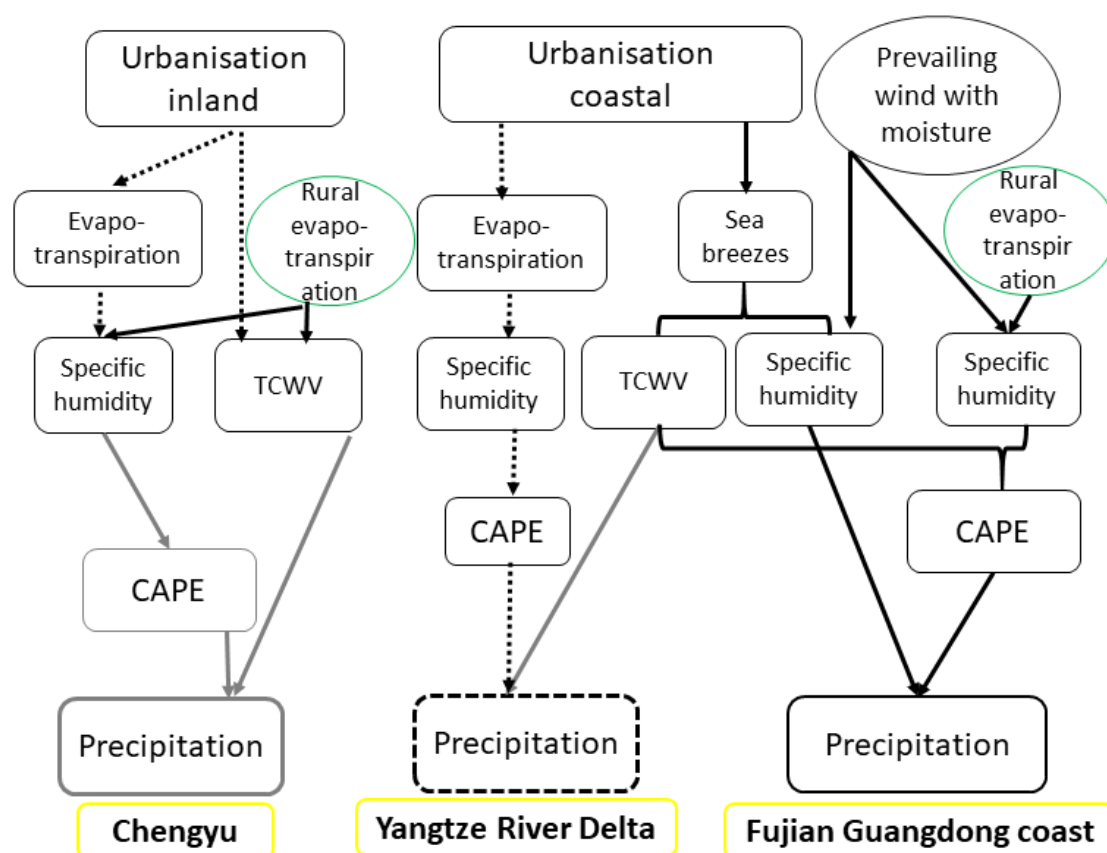 Urbanisation
inland
Urbanisation
coastal
Prevailing
wind with
moisture
Evapo-
transpiration
Rural
evapo-
transpir
ation
Evapo-
transpiration
Sea
breezes
Rural
evapo-
transpir
ation
Specific
humidity
TCWV
Specific
humidity
TCWV
Specific
humidity
Specific
humidity
CAPE
CAPE
CAPE
Precipitation
Precipitation
Precipitation
Chengyu
Yangtze River Delta
Fujian Guangdong coast